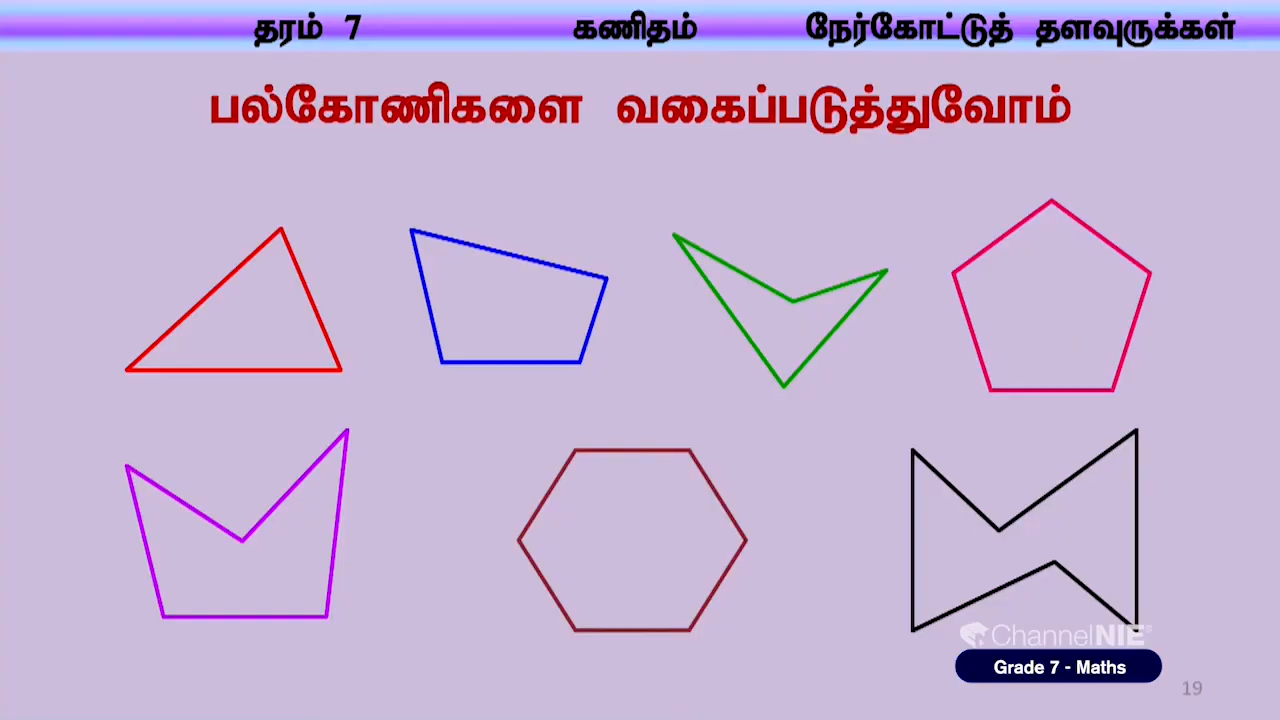 தரம் 7 கணிதம் நேர்கோட்டுத் தளவுருக்கள்
பல்கோணிகளை வகைப்படுத்துவோம்
ChannelNIE
Grade 7 - Maths
19